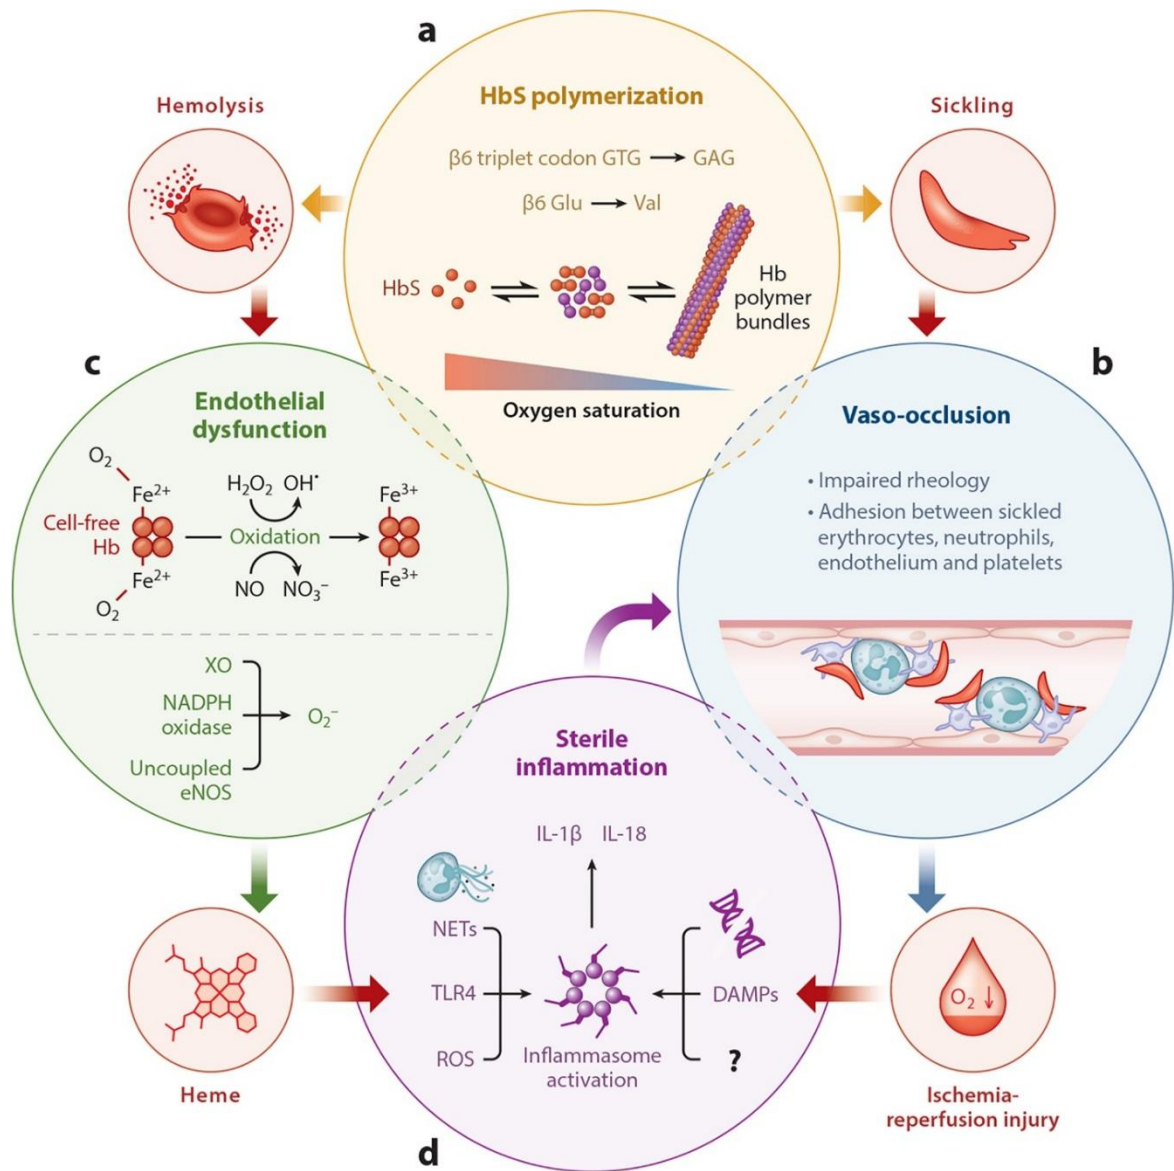 a
Hemolysis
Sickling
HbS polymerization
β6 triplet codon GTG → GAG
β6 Glu → Val
HbS
Hb
polymer
bundles
Oxygen saturation
c
Endothelial
dysfunction
O₂
Fe²⁺
Cell-free
Hb
Fe²⁺
O₂
H₂O₂ OH•
Oxidation
NO NO₃⁻
Fe³⁺
Fe³⁺
XO
NADPH
oxidase
Uncoupled
eNOS
O₂⁻
b
Vaso-occlusion
• Impaired rheology
• Adhesion between sickled
erythrocytes, neutrophils,
endothelium and platelets
Sterile
inflammation
IL-1β IL-18
NETs
TLR4
ROS
Inflammasome
activation
DAMPs
?
Heme
O₂ ↓
Ischemia-
reperfusion injury
d